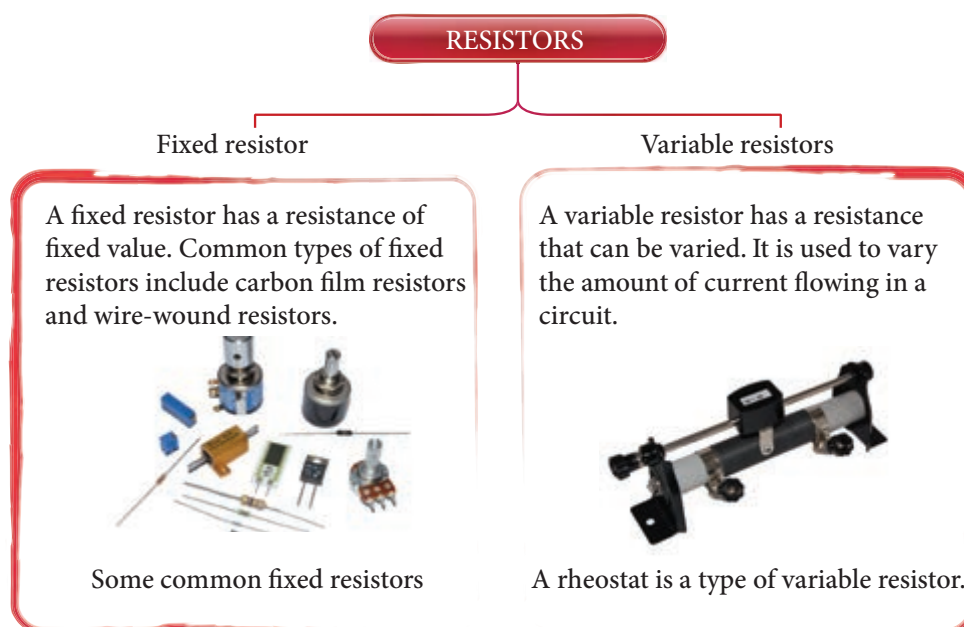 RESISTORS
Fixed resistor
A fixed resistor has a resistance of
fixed value. Common types of fixed
resistors include carbon film resistors
and wire-wound resistors.
Some common fixed resistors
Variable resistors
A variable resistor has a resistance
that can be varied. It is used to vary
the amount of current flowing in a
circuit.
A rheostat is a type of variable resistor.